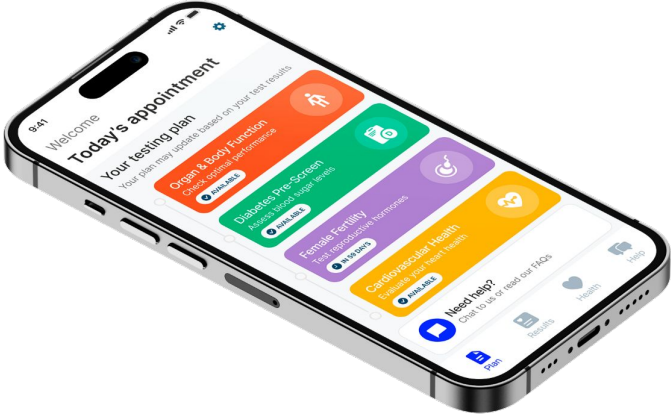 9:41
Welcome
Today's appointment
Your testing plan
Your plan may update based on your test results
Organ & Body Function
Check optimal performance
AVAILABLE
Diabetes Pre-Screen
Assess blood sugar levels
AVAILABLE
Female Fertility
Test reproductive hormones
IN 59 DAYS
Cardiovascular Health
Evaluate your heart health
AVAILABLE
Need help?
Chat to us or read our FAQs
Plan
Results
Health
Help